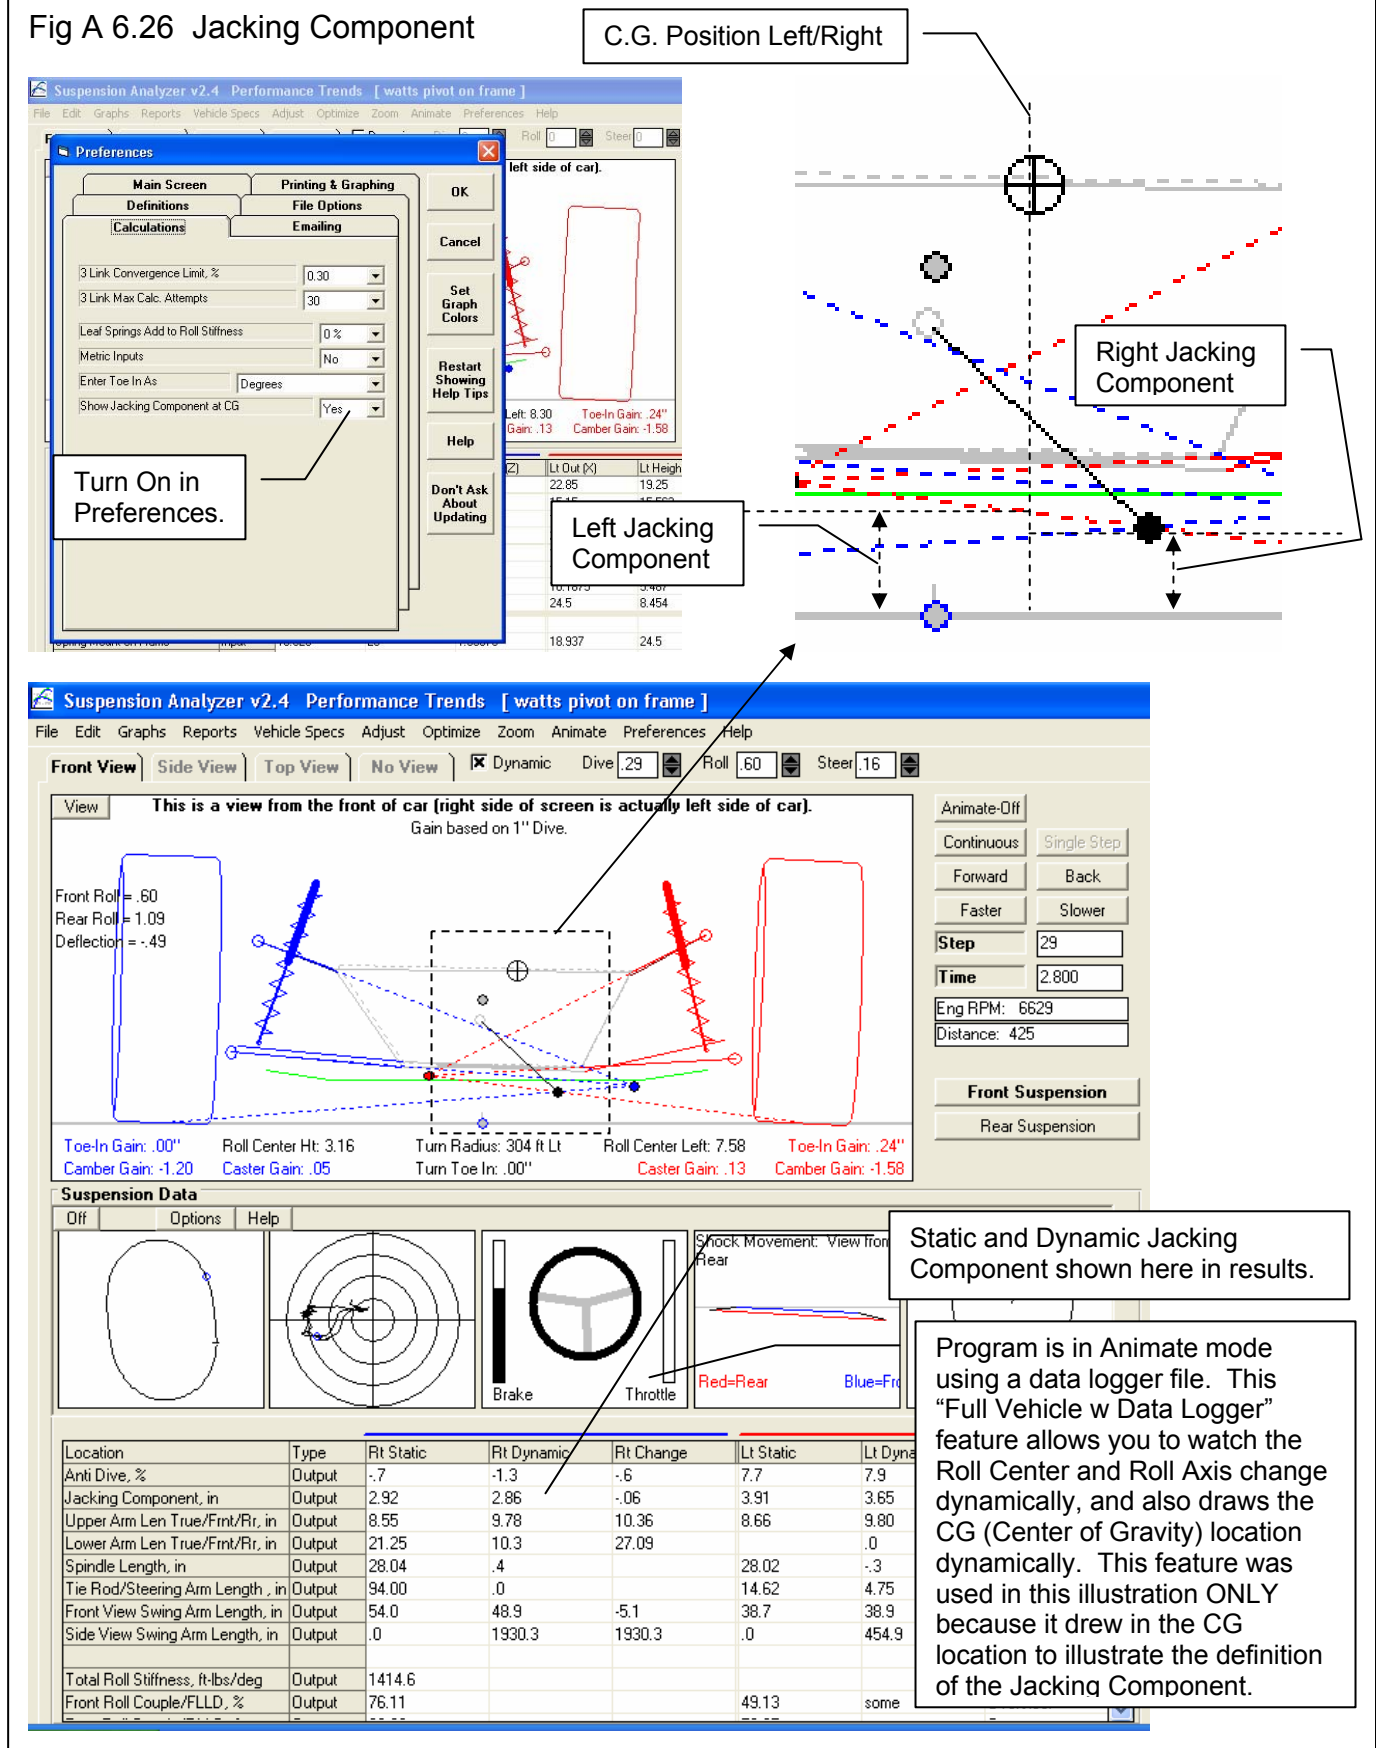 Fig A 6.26 Jacking Component
C.G. Position Left/Right
Suspension Analyzer v2.4 Performance Trends [ watts pivot on frame ]
File Edit Graphs Reports Vehicle Specs Adjust Optimize Zoom Animate Preferences Help
Roll 0 Steer 0
Preferences
left side of car).
Main Screen Printing & Graphing
Definitions File Options
Calculations Emailing
OK
Cancel
Set
Graph
Colors
Restart
Showing
Help Tips
Help
Don't Ask
About
Updating
3 Link Convergence Limit, % 0.30
3 Link Max Calc. Attempts 30
Leaf Springs Add to Roll Stiffness 0 %
Metric Inputs No
Enter Toe In As Degrees
Show Jacking Component at CG Yes
Left: 8.30 Toe-In Gain: .24"
Gain: .13 Camber Gain: -1.58
Lt Out (X) Lt Heigh
22.85 19.25
24.5 8.454
18.937 24.5
Turn On in
Preferences.
Left Jacking
Component
Right Jacking
Component
Suspension Analyzer v2.4 Performance Trends [ watts pivot on frame ]
File Edit Graphs Reports Vehicle Specs Adjust Optimize Zoom Animate Preferences Help
Front View Side View Top View No View Dynamic Dive .29 Roll .60 Steer .16
View This is a view from the front of car (right side of screen is actually left side of car).
Gain based on 1" Dive.
Front Roll = .60
Rear Roll = 1.09
Deflection = -.49
Animate-Off
Continuous Single Step
Forward Back
Faster Slower
Step 29
Time 2.800
Eng RPM: 6629
Distance: 425
Front Suspension
Rear Suspension
Toe-In Gain: .00" Roll Center Ht: 3.16 Turn Radius: 304 ft Lt Roll Center Left: 7.58 Toe-In Gain: .24"
Camber Gain: -1.20 Caster Gain: .05 Turn Toe In: .00" Caster Gain: .13 Camber Gain: -1.58
Suspension Data
Off Options Help
Brake Throttle
Shock Movement: View from
Rear
Red=Rear Blue=Fro
Static and Dynamic Jacking
Component shown here in results.
Program is in Animate mode
using a data logger file. This
“Full Vehicle w Data Logger”
feature allows you to watch the
Roll Center and Roll Axis change
dynamically, and also draws the
CG (Center of Gravity) location
dynamically. This feature was
used in this illustration ONLY
because it drew in the CG
location to illustrate the definition
of the Jacking Component.
Location Type Rt Static Rt Dynamic Rt Change Lt Static Lt Dyna
Anti Dive, % Output -.7 -1.3 -.6 7.7 7.9
Jacking Component, in Output 2.92 2.86 -.06 3.91 3.65
Upper Arm Len True/Frnt/Rr, in Output 8.55 9.78 10.36 8.66 9.80
Lower Arm Len True/Frnt/Rr, in Output 21.25 10.3 27.09 .0
Spindle Length, in Output 28.04 .4 28.02 -.3
Tie Rod/Steering Arm Length , in Output 94.00 .0 14.62 4.75
Front View Swing Arm Length, in Output 54.0 48.9 -5.1 38.7 38.9
Side View Swing Arm Length, in Output .0 1930.3 1930.3 .0 454.9
Total Roll Stiffness, ft-lbs/deg Output 1414.6
Front Roll Couple/FLLD, % Output 76.11 49.13 some